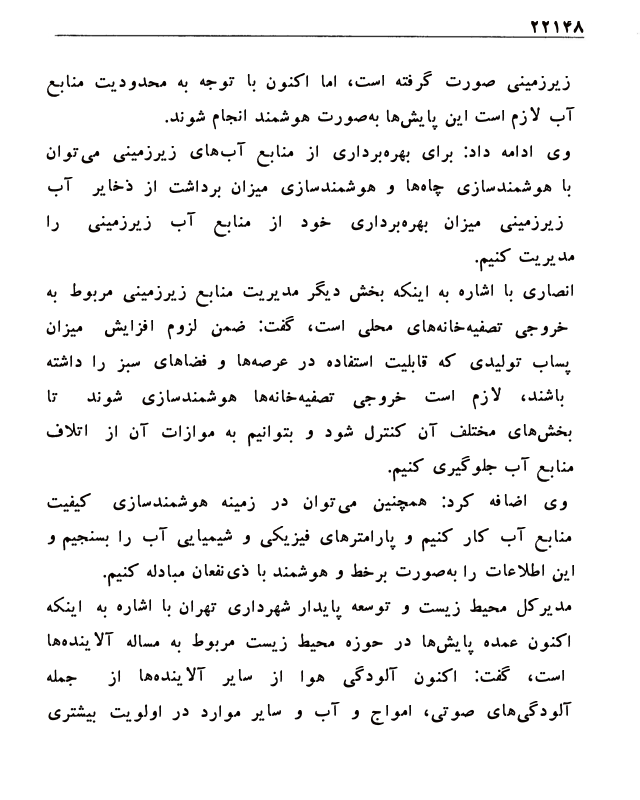 ۲۲۱۴۸
زیرزمینی صورت گرفته است، اما اکنون با توجه به محدودیت منابع
آب لازم است این پایش‌ها به‌صورت هوشمند انجام شوند.
وی ادامه داد: برای بهره‌برداری از منابع آب‌های زیرزمینی می‌توان
با هوشمندسازی چاه‌ها و هوشمندسازی میزان برداشت از ذخایر آب
زیرزمینی میزان بهره‌برداری خود از منابع آب زیرزمینی را
مدیریت کنیم.
انصاری با اشاره به اینکه بخش دیگر مدیریت منابع زیرزمینی مربوط به
خروجی تصفیه‌خانه‌های محلی است، گفت: ضمن لزوم افزایش میزان
پساب تولیدی که قابلیت استفاده در عرصه‌ها و فضاهای سبز را داشته
باشند، لازم است خروجی تصفیه‌خانه‌ها هوشمندسازی شوند تا
بخش‌های مختلف آن کنترل شود و بتوانیم به موازات آن از اتلاف
منابع آب جلوگیری کنیم.
وی اضافه کرد: همچنین می‌توان در زمینه هوشمندسازی کیفیت
منابع آب کار کنیم و پارامترهای فیزیکی و شیمیایی آب را بسنجیم و
این اطلاعات را به‌صورت برخط و هوشمند با ذی‌نفعان مبادله کنیم.
مدیرکل محیط زیست و توسعه پایدار شهرداری تهران با اشاره به اینکه
اکنون عمده پایش‌ها در حوزه محیط زیست مربوط به مساله آلاینده‌ها
است، گفت: اکنون آلودگی هوا از سایر آلاینده‌ها از جمله
آلودگی‌های صوتی، امواج و آب و سایر موارد در اولویت بیشتری